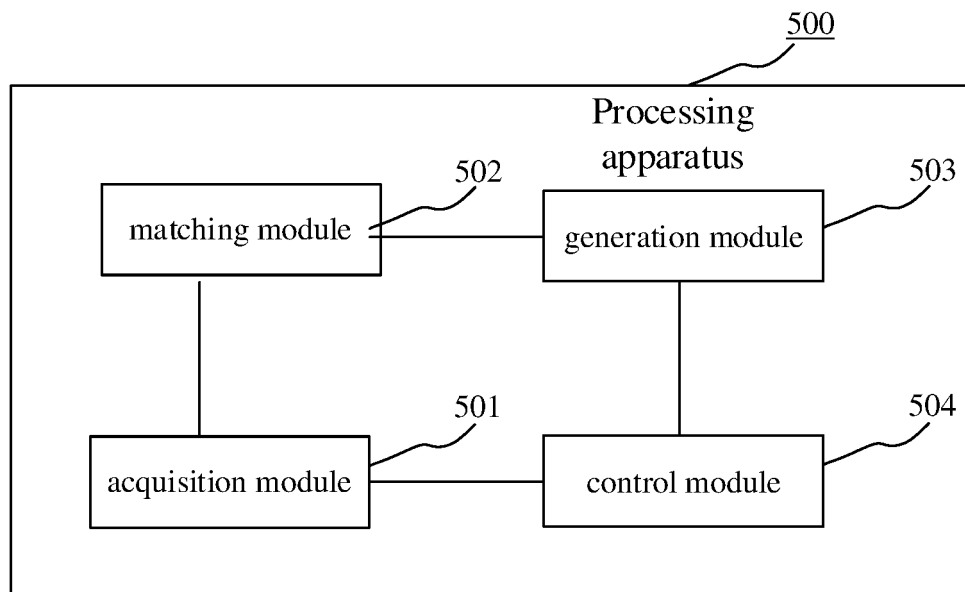 500
Processing
apparatus
502
503
matching module
generation module
501
504
acquisition module
control module